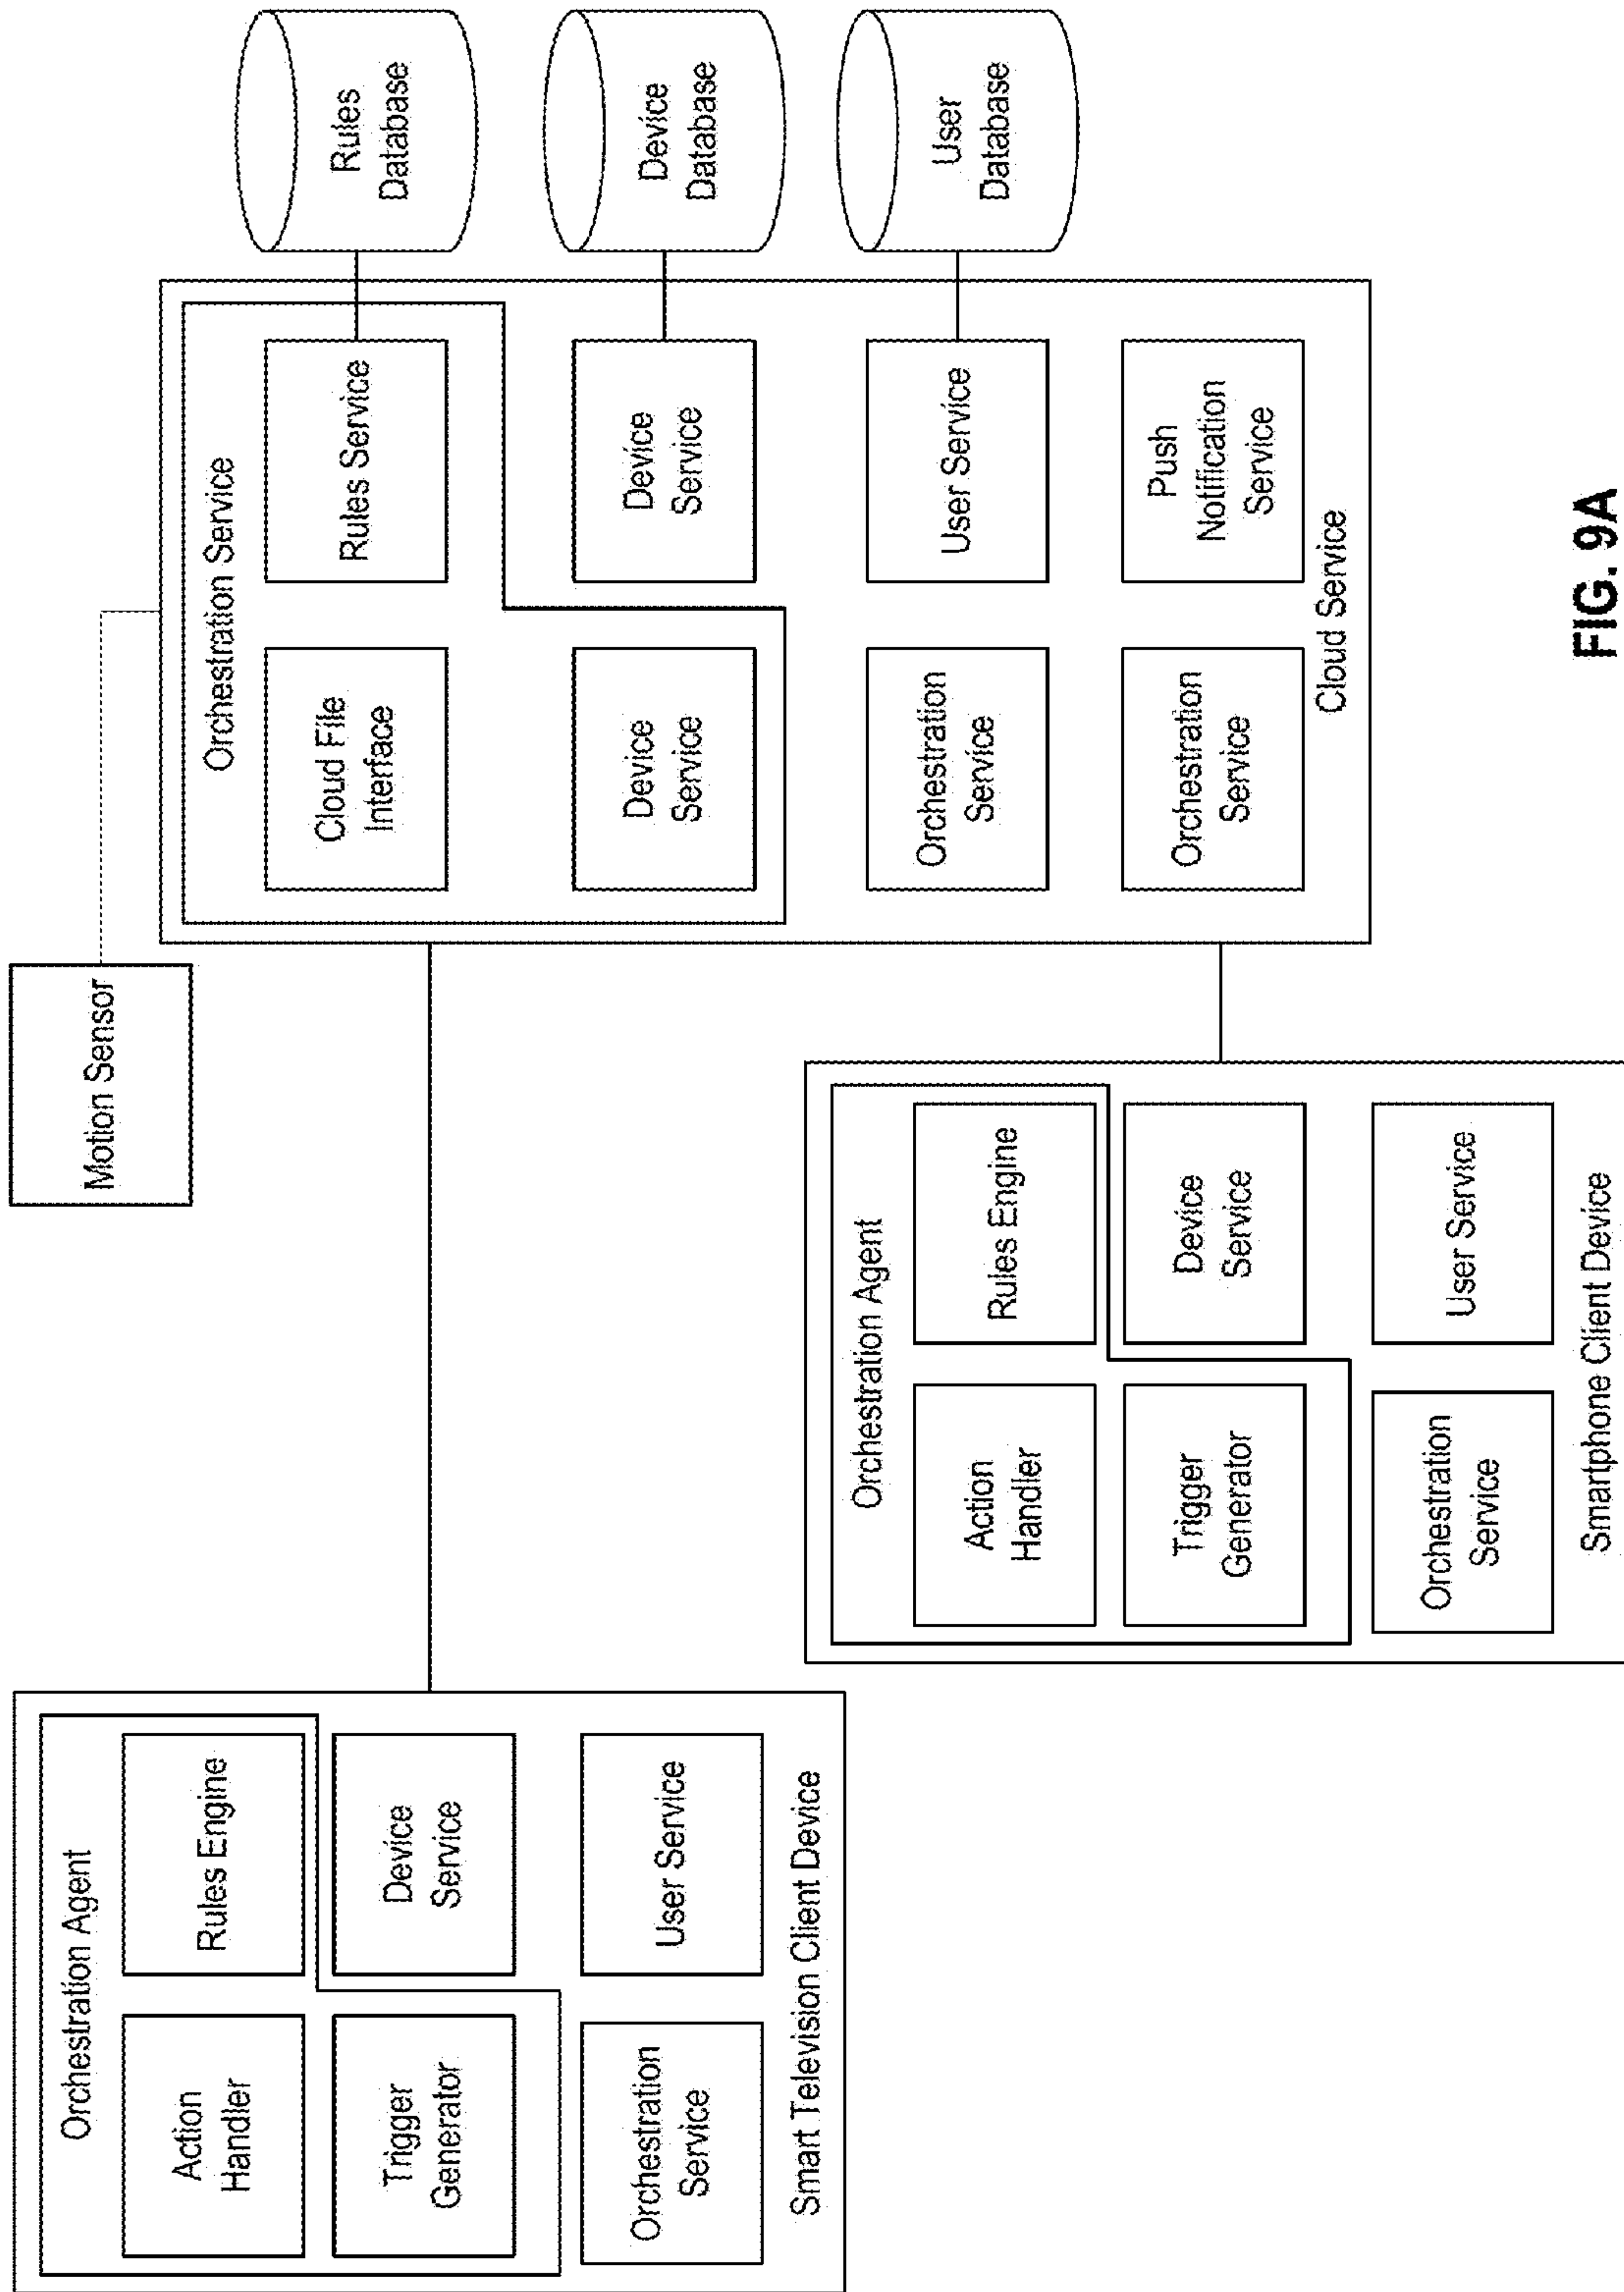 Motion Sensor
Orchestration Agent
Action
Handler
Rules Engine
Trigger
Generator
Device
Service
Orchestration
Service
User Service
Smart Television Client Device
Orchestration Agent
Action
Handler
Rules Engine
Trigger
Generator
Device
Service
Orchestration
Service
User Service
Smartphone Client Device
Orchestration Service
Cloud File
Interface
Rules Service
Device
Service
Device
Service
Orchestration
Service
User Service
Orchestration
Service
Push
Notification
Service
Cloud Service
Rules
Database
Device
Database
User
Database
FIG. 9A